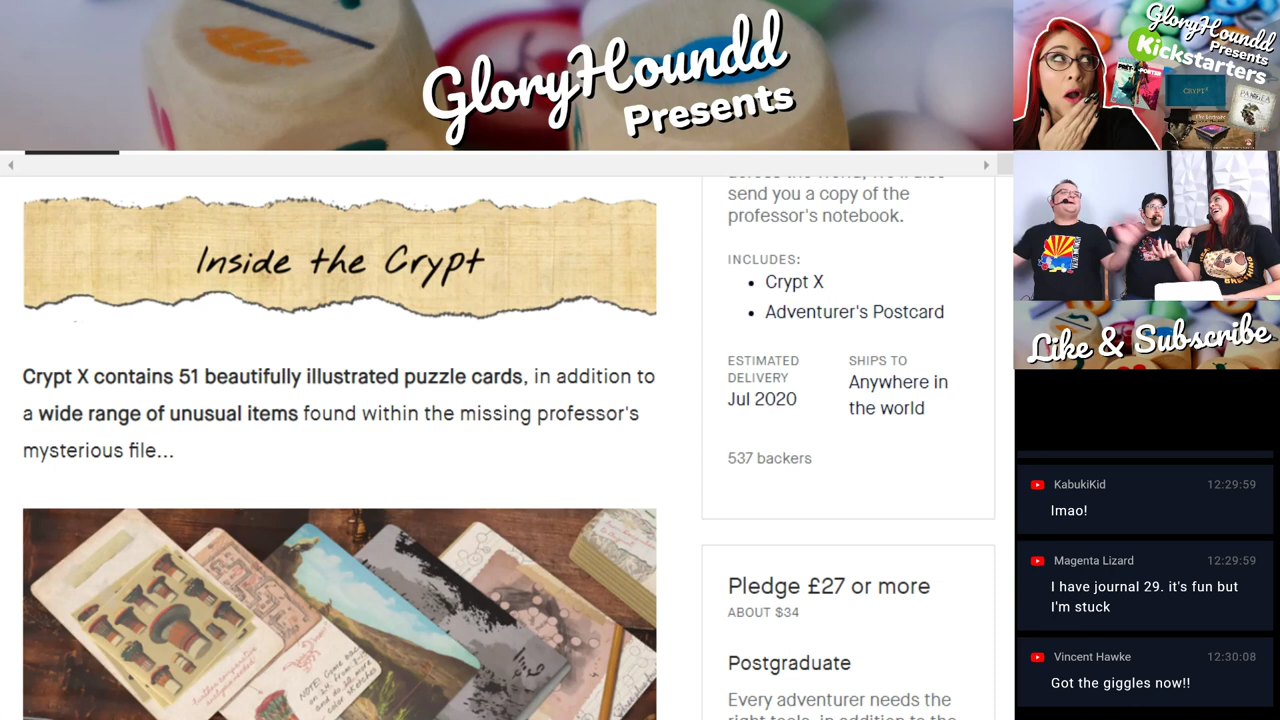 GloryHoundd
Presents
Inside the Crypt
Crypt X contains 51 beautifully illustrated puzzle cards, in addition to
a wide range of unusual items found within the missing professor's
mysterious file...
send you a copy of the
professor's notebook.
INCLUDES:
• Crypt X
• Adventurer's Postcard
ESTIMATED
DELIVERY
Jul 2020
SHIPS TO
Anywhere in
the world
537 backers
Pledge £27 or more
ABOUT $34
Postgraduate
Every adventurer needs the
GloryHoundd
Presents
Kickstarters
CRYPT X
PANGEA
Like & Subscribe
KabukiKid 12:29:59
lmao!
Magenta Lizard 12:29:59
I have journal 29. it's fun but
I'm stuck
Vincent Hawke 12:30:08
Got the giggles now!!